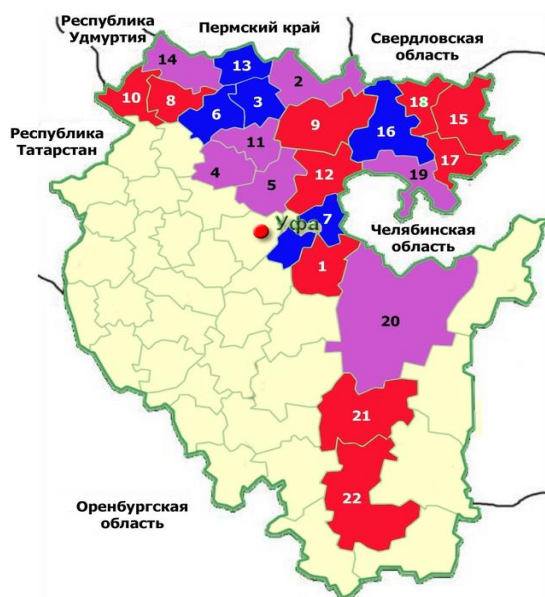 Республика
Удмуртия
Пермский край
Свердловская
область
14
13
2
10
8
6
3
9
16
18
15
Республика
Татарстан
11
17
4
5
12
19
Уфа
7
Челябинская
область
1
20
21
22
Оренбургская
область